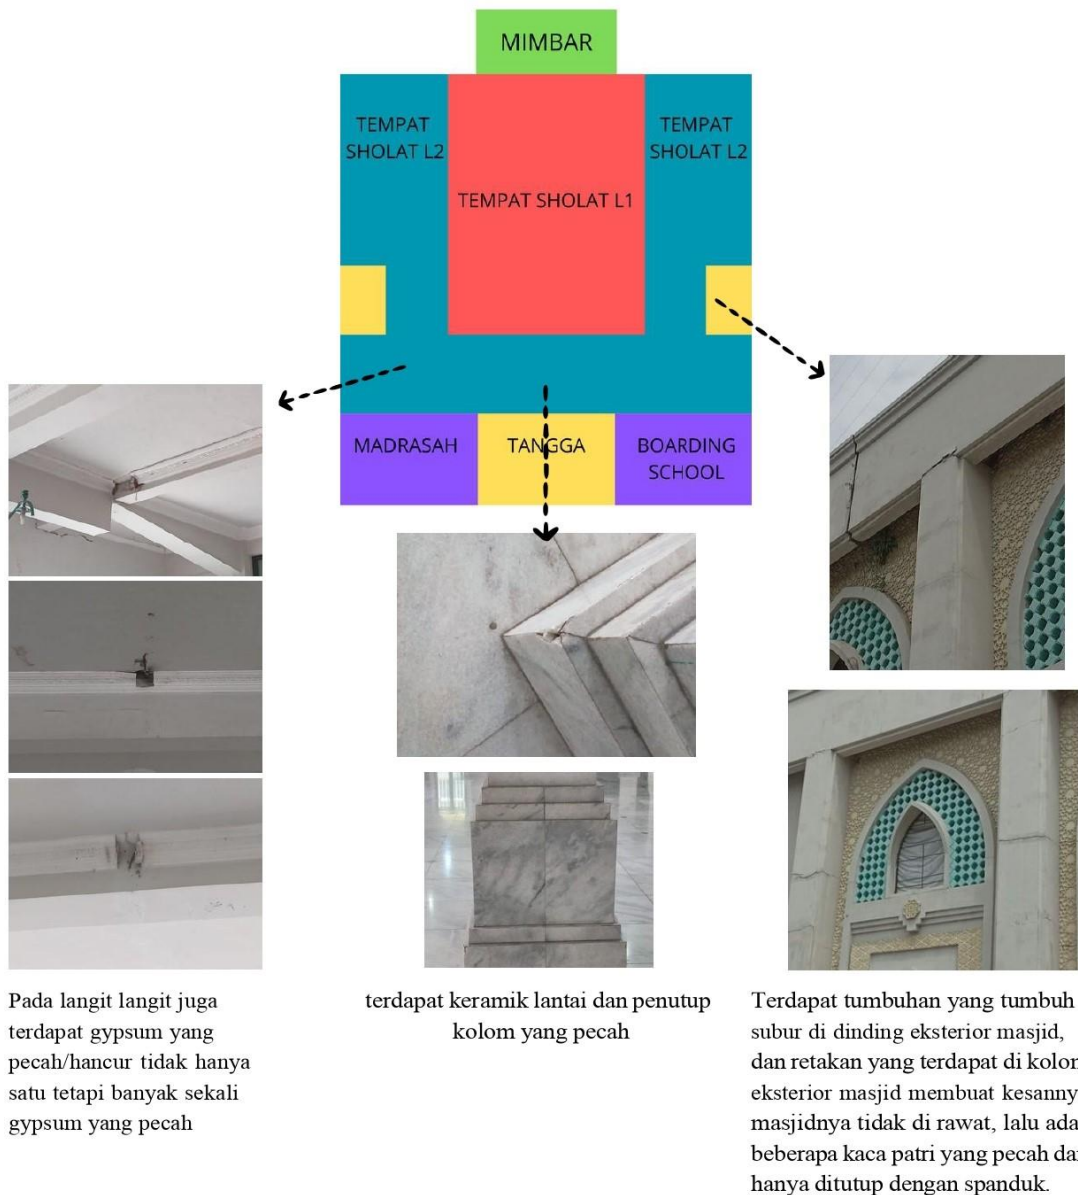 MIMBAR
TEMPAT
SHOLAT L2
TEMPAT
SHOLAT L2
TEMPAT SHOLAT L1
MADRASAH
TANGGA
BOARDING
SCHOOL
Pada langit langit juga
terdapat gypsum yang
pecah/hancur tidak hanya
satu tetapi banyak sekali
gypsum yang pecah
terdapat keramik lantai dan penutup
kolom yang pecah
Terdapat tumbuhan yang tumbuh
subur di dinding eksterior masjid,
dan retakan yang terdapat di kolom
eksterior masjid membuat kesanny
masjidnya tidak di rawat, lalu ada
beberapa kaca patri yang pecah dan
hanya ditutup dengan spanduk.